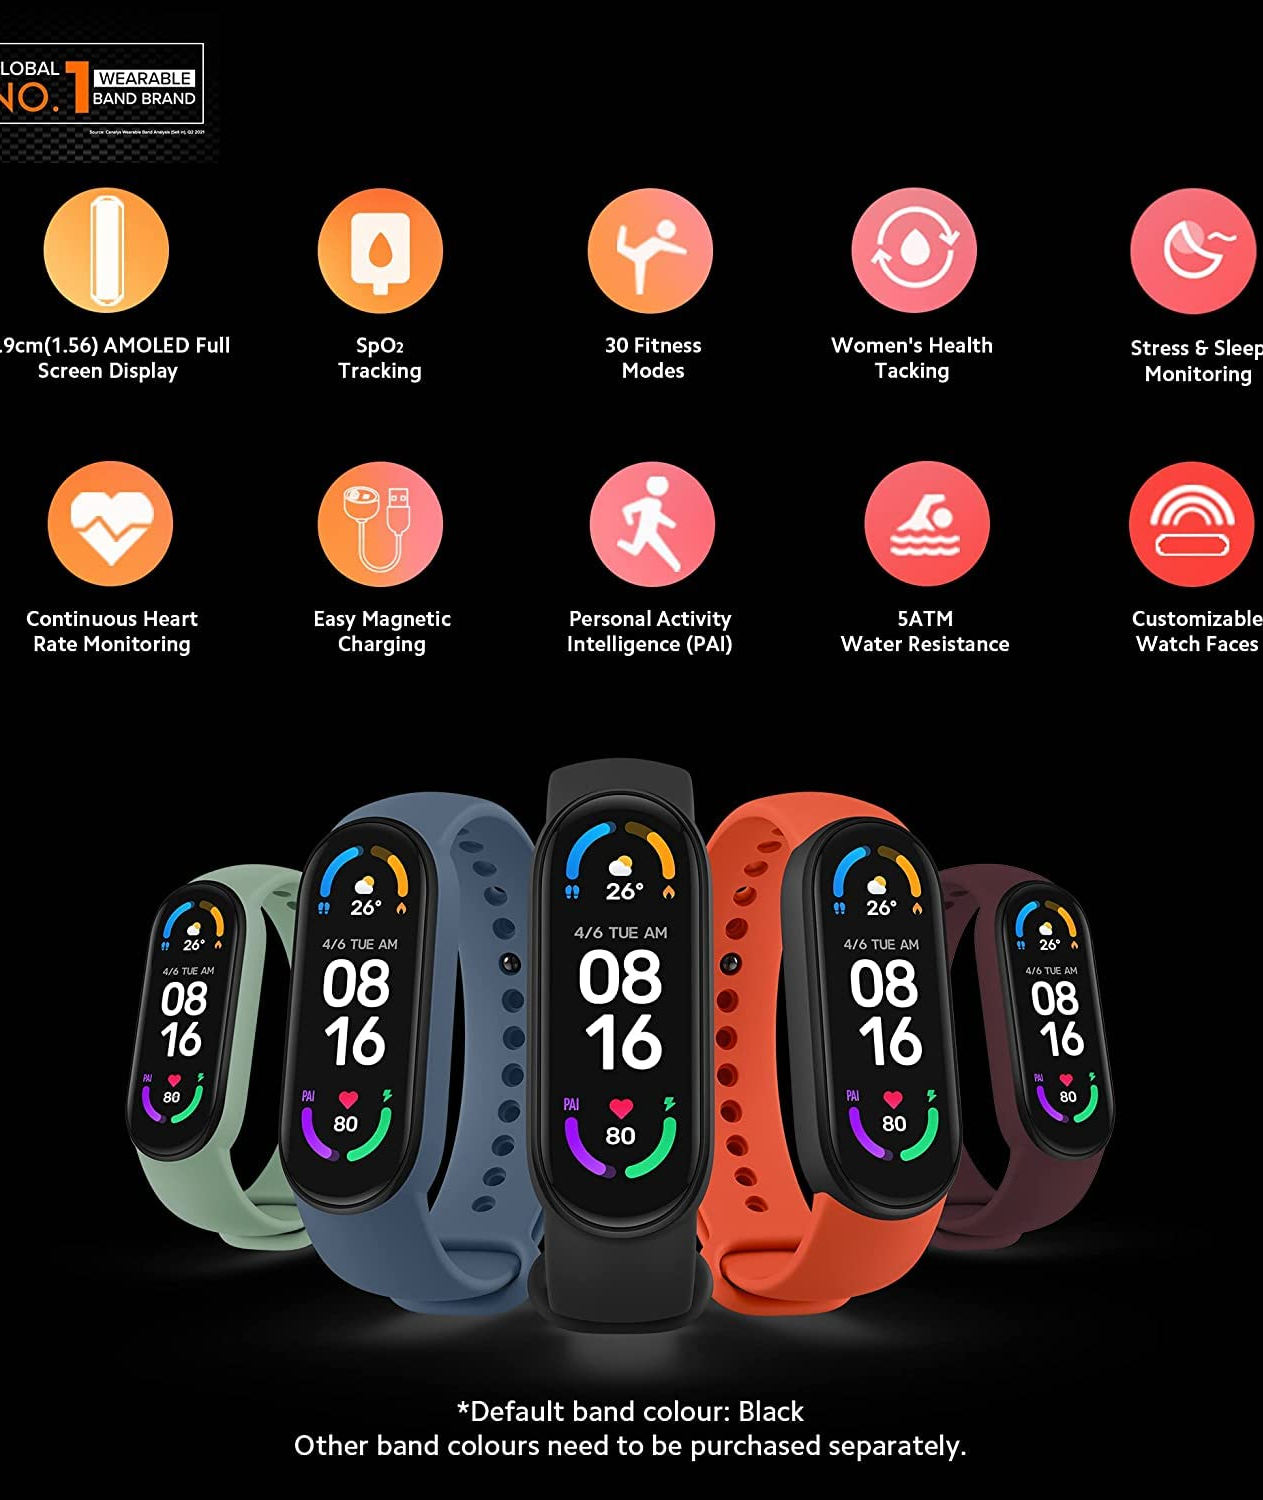 LOBAL
NO. 1 WEARABLE
BAND BRAND
Source: Canalys Wearable Band Analysis (Sell in), Q2 2021
.9cm(1.56) AMOLED Full
Screen Display
SpO₂
Tracking
30 Fitness
Modes
Women's Health
Tacking
Stress & Sleep
Monitoring
Continuous Heart
Rate Monitoring
Easy Magnetic
Charging
Personal Activity
Intelligence (PAI)
5ATM
Water Resistance
Customizable
Watch Faces
26°
4/6 TUE AM
08
16
PAI
80
26°
4/6 TUE AM
08
16
PAI
80
26°
4/6 TUE AM
08
16
PAI
80
26°
4/6 TUE AM
08
16
PAI
80
26°
4/6 TUE AM
08
16
PAI
80
*Default band colour: Black
Other band colours need to be purchased separately.